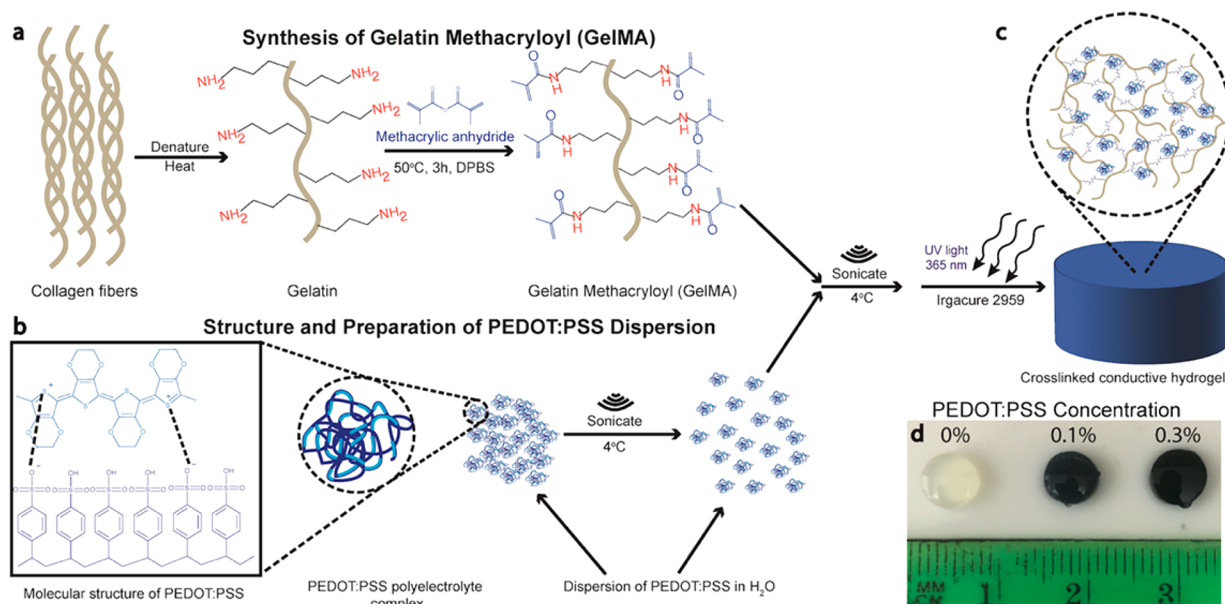 a
Synthesis of Gelatin Methacryloyl (GelMA)
NH2
NH2
NH2
NH2
NH2
NH2
NH2
NH2
Denature
Heat
Methacrylic anhydride
50°C, 3h, DPBS
Collagen fibers
Gelatin
Gelatin Methacryloyl (GelMA)
c
Sonicate
4°C
UV light
365 nm
Irgacure 2959
Crosslinked conductive hydrogel
b
Structure and Preparation of PEDOT:PSS Dispersion
Sonicate
4°C
Molecular structure of PEDOT:PSS
PEDOT:PSS polyelectrolyte
complex
Dispersion of PEDOT:PSS in H2O
PEDOT:PSS Concentration
d
0%
0.1%
0.3%
MM
1
2
3